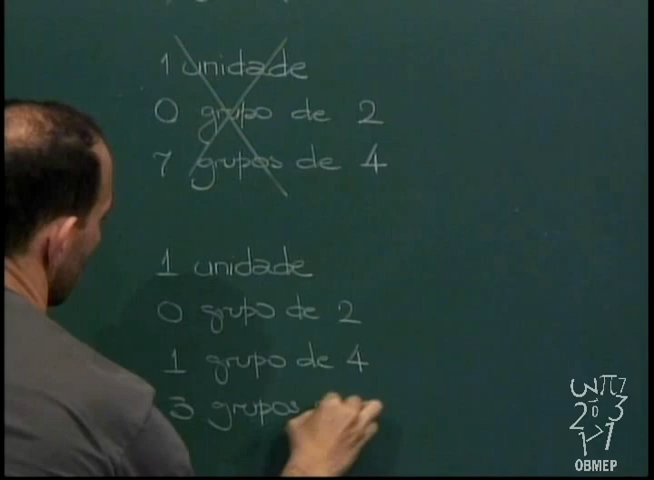 1 unidade
0 grupo de 2
7 grupos de 4
1 unidade
0 grupo de 2
1 grupo de 4
3 grupos
OBMEP